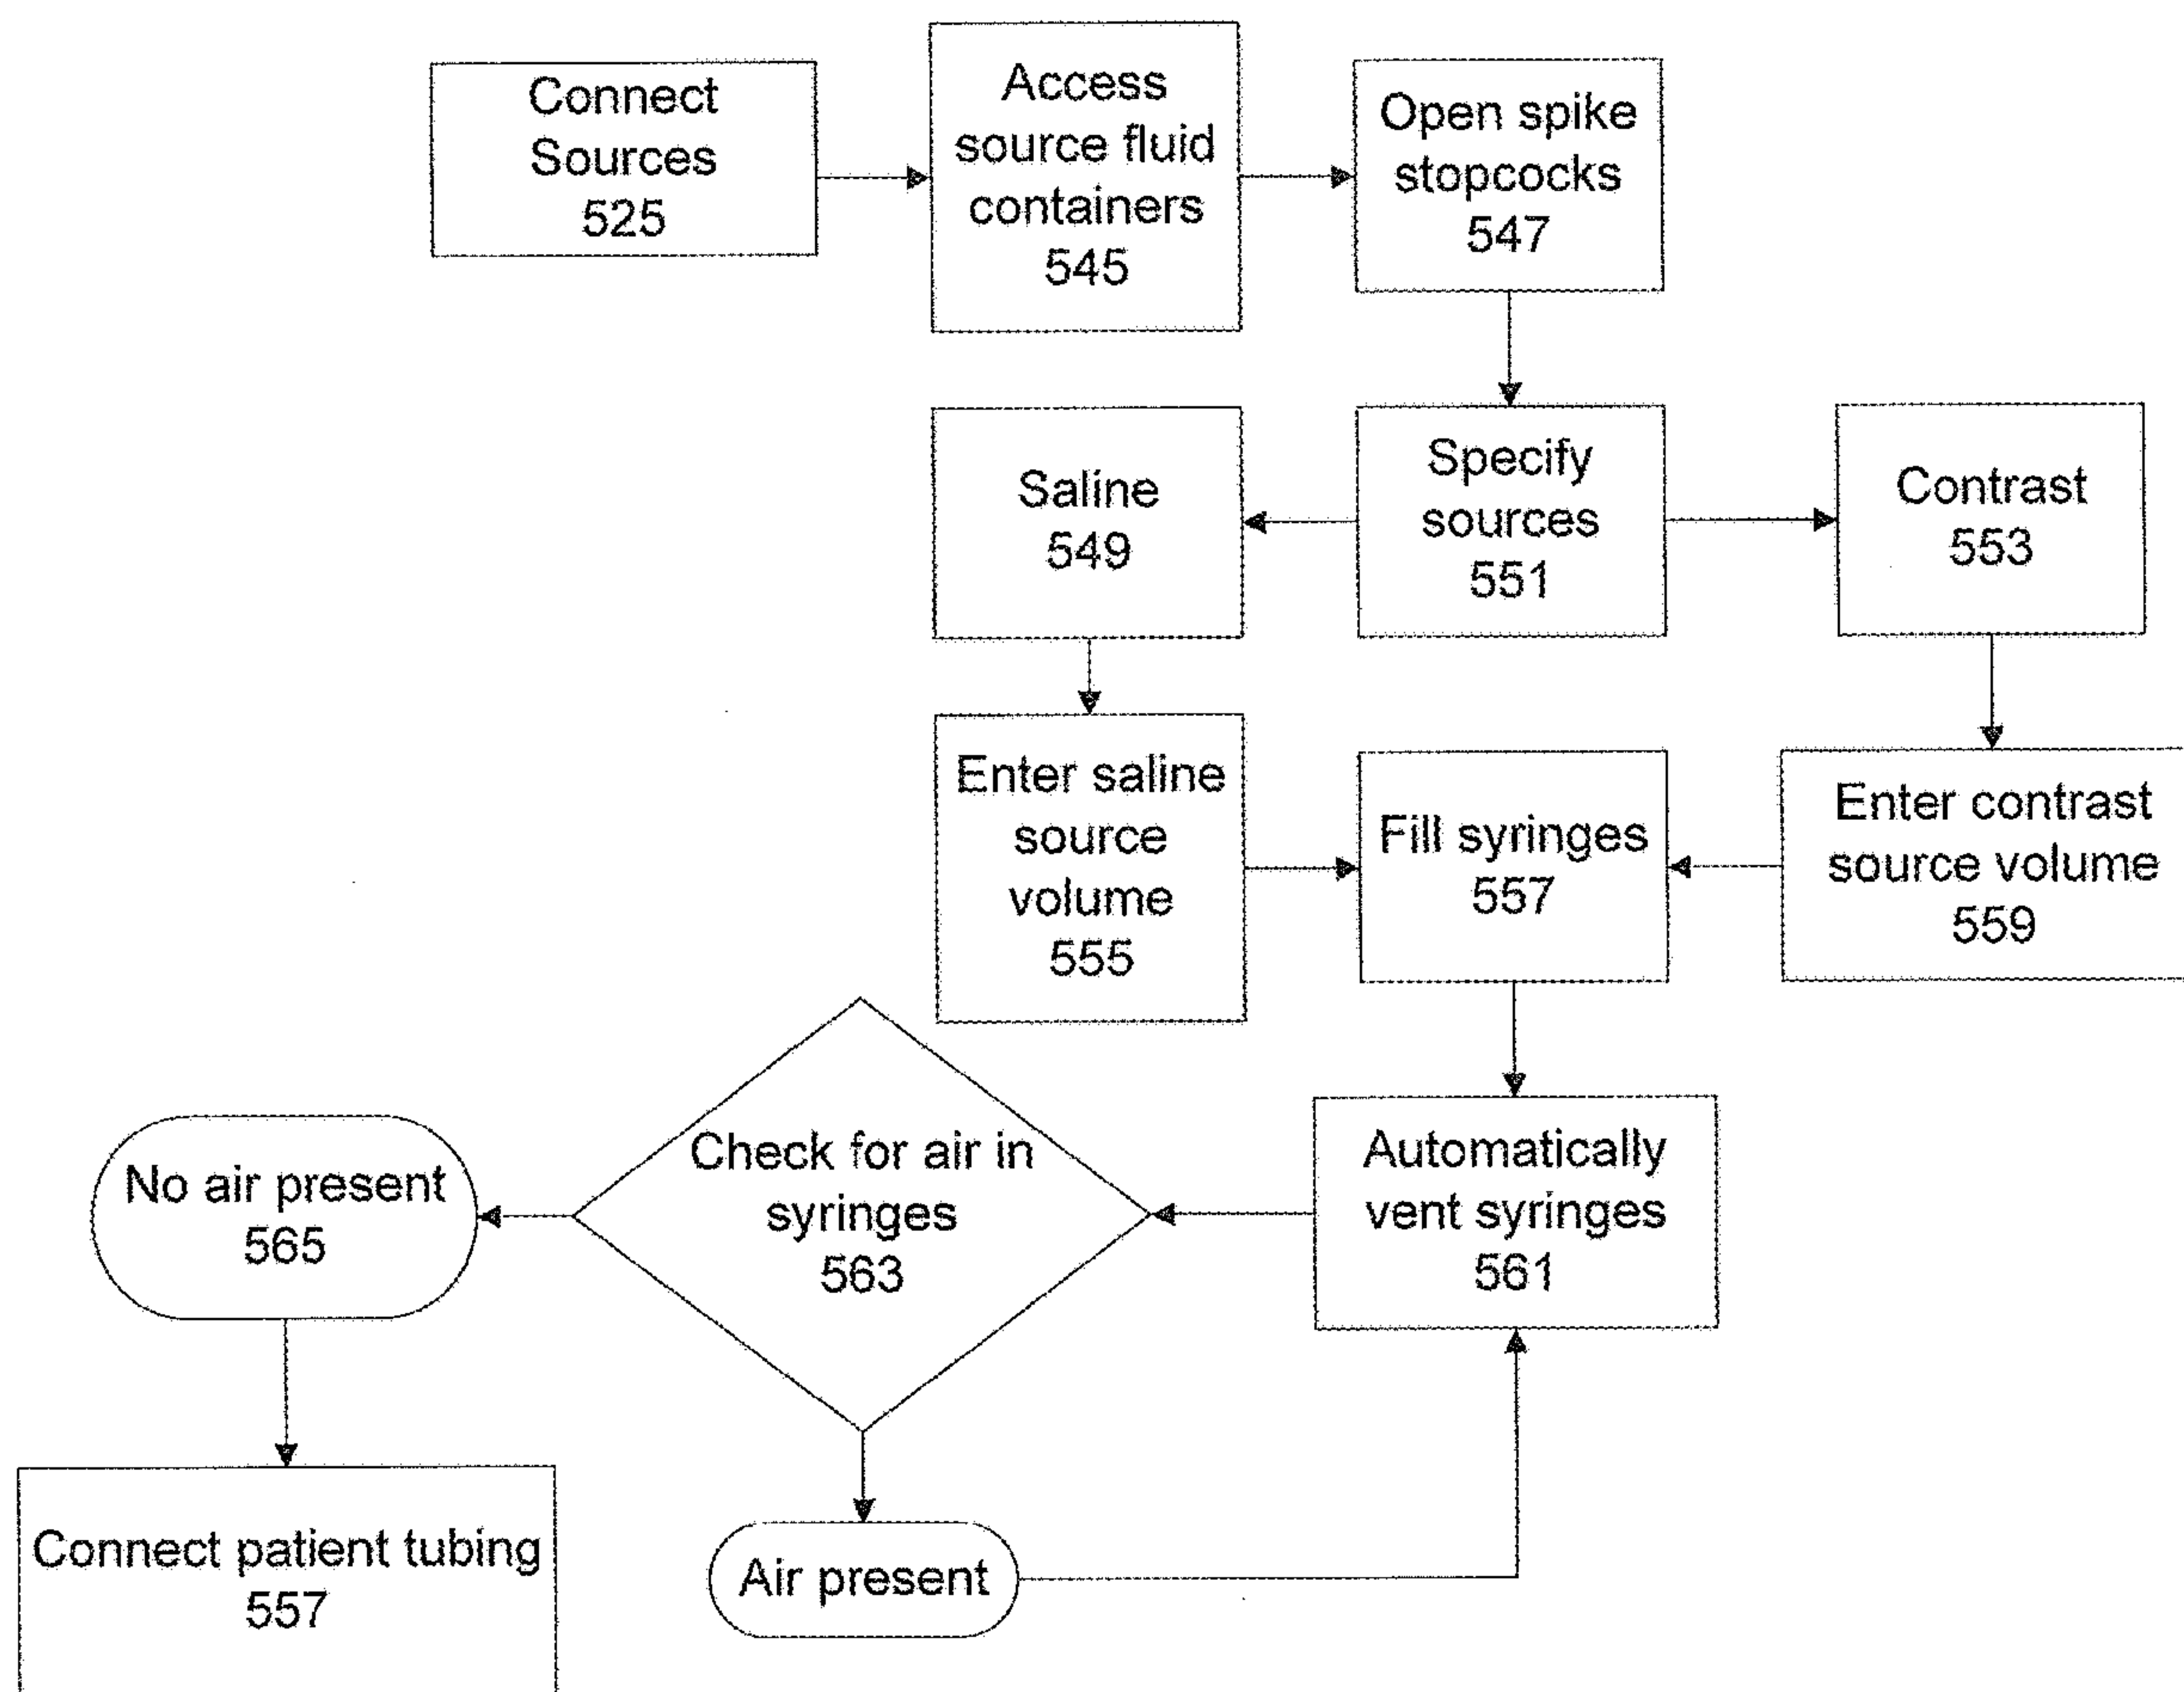 Connect
Sources
525
Access
source fluid
containers
545
Open spike
stopcocks
547
Saline
549
Specify
sources
551
Contrast
553
Enter saline
source
volume
555
Fill syringes
557
Enter contrast
source volume
559
No air present
565
Check for air in
syringes
563
Automatically
vent syringes
561
Connect patient tubing
557
Air present